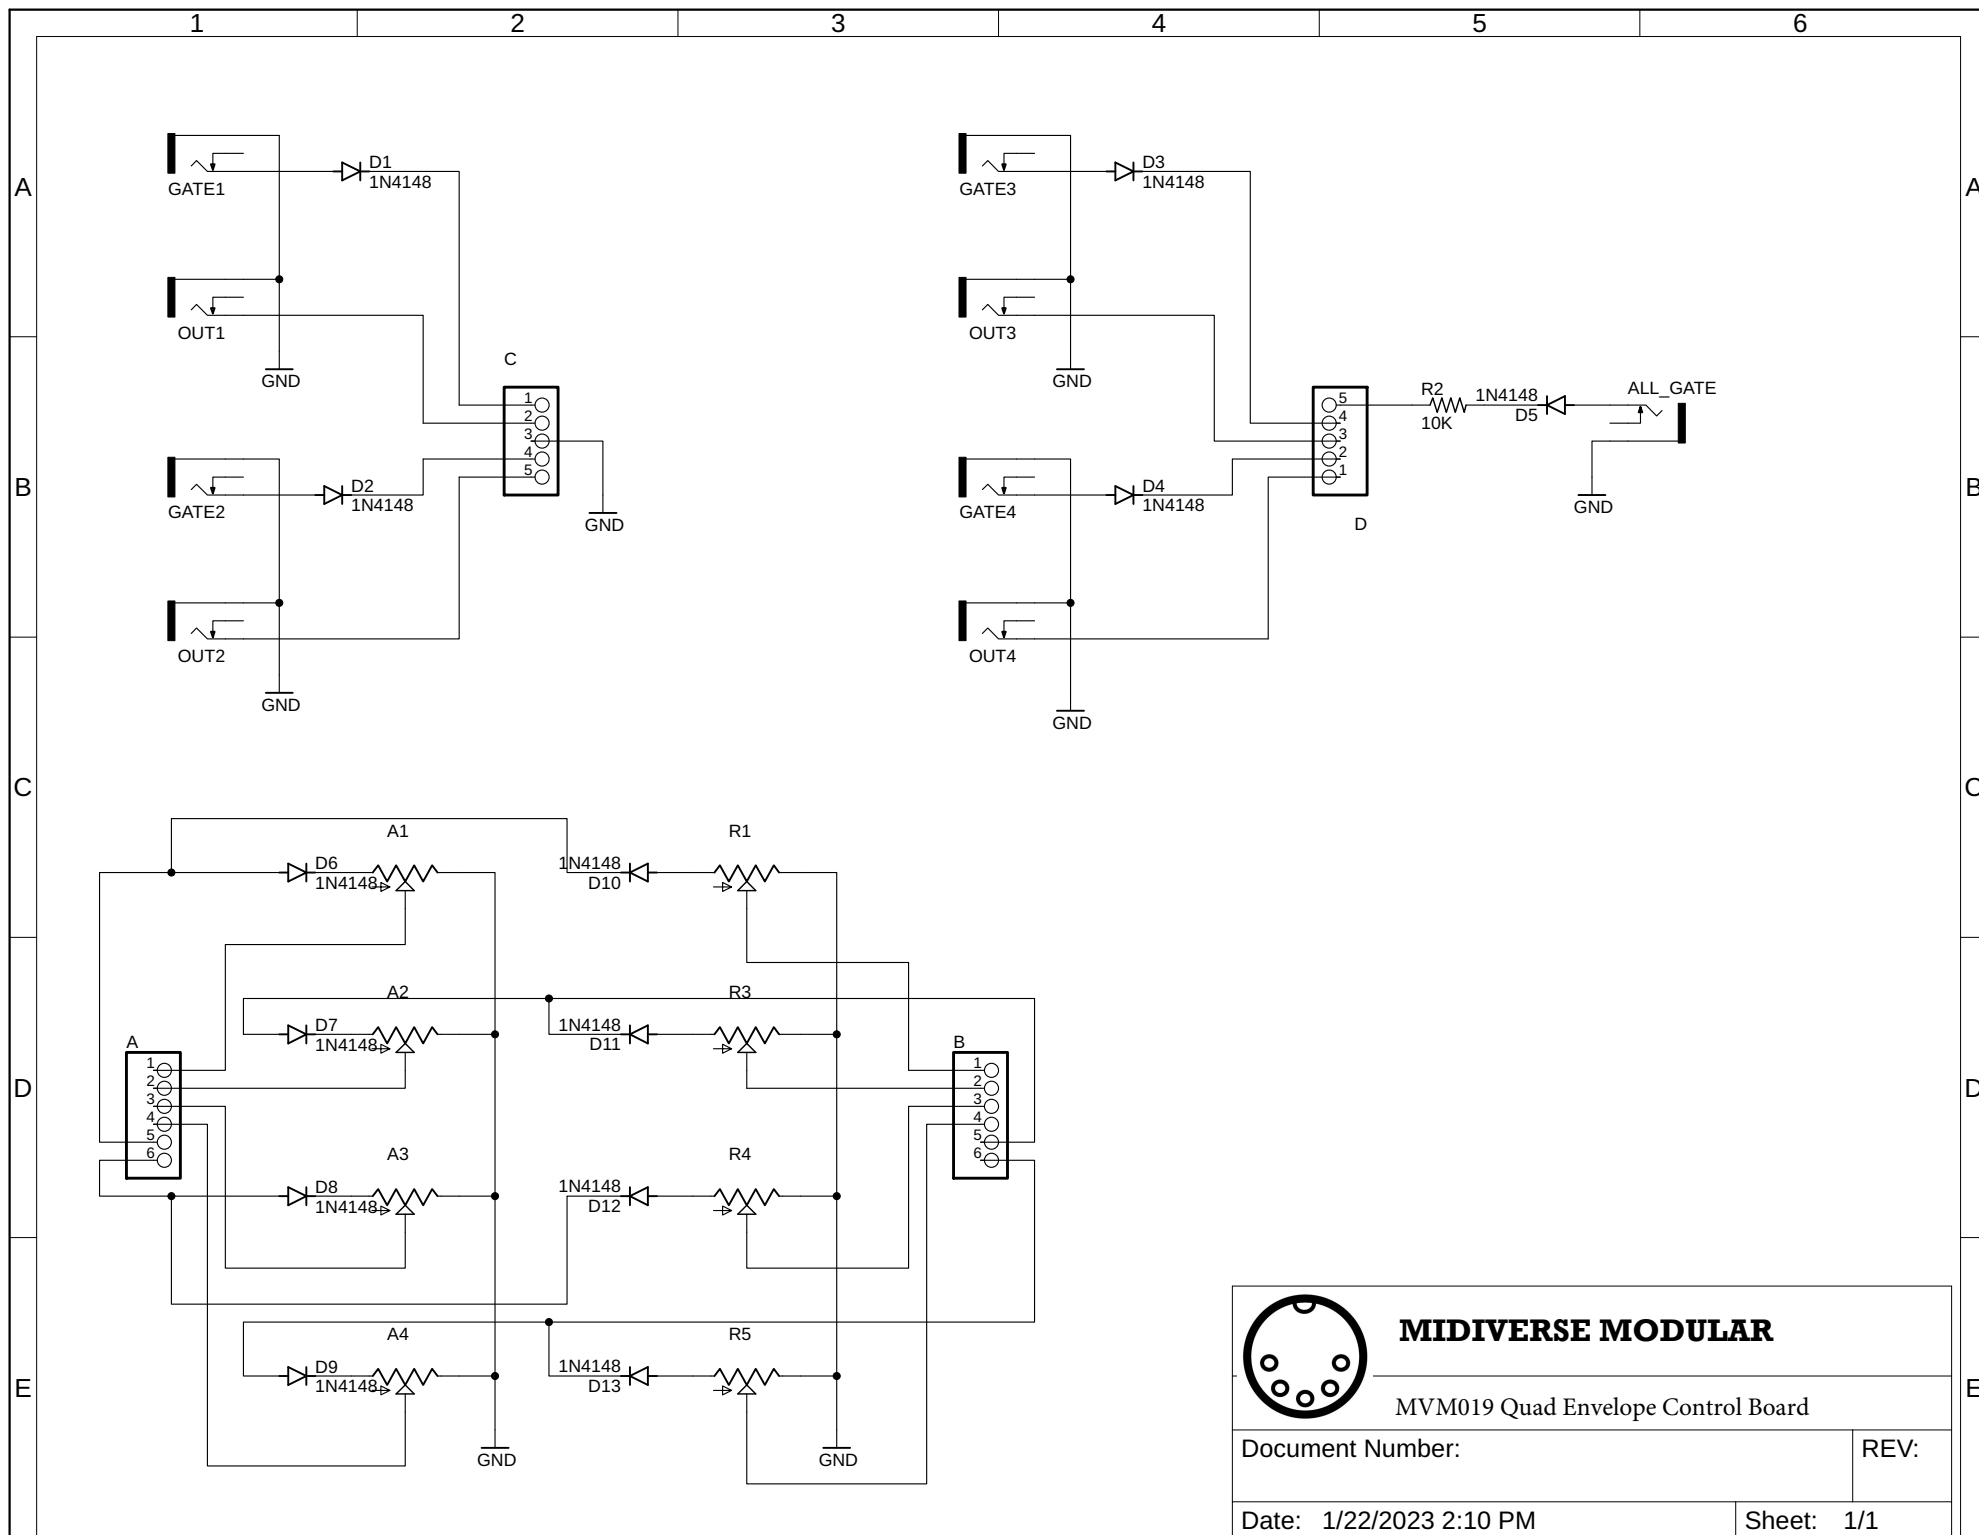 1 2 3 4 5 6
A A
GATE1
D1
1N4148
GATE3
D3
1N4148
OUT1
OUT3
GND
GND
C
1
2
3
4
5
GND
B B
GATE2
D2
1N4148
GATE4
D4
1N4148
5
4
3
2
1
D
R2
10K
1N4148
D5
ALL_GATE
GND
OUT2
OUT4
GND
GND
C C
A1
R1
D6
1N4148
1N4148
D10
A2
R3
D7
1N4148
1N4148
D11
D D
A
1
2
3
4
5
6
B
1
2
3
4
5
6
A3
R4
D8
1N4148
1N4148
D12
E E
A4
R5
D9
1N4148
1N4148
D13
GND
GND
MIDIVERSE MODULAR
MVM019 Quad Envelope Control Board
Document Number:
REV:
Date: 1/22/2023 2:10 PM
Sheet: 1/1